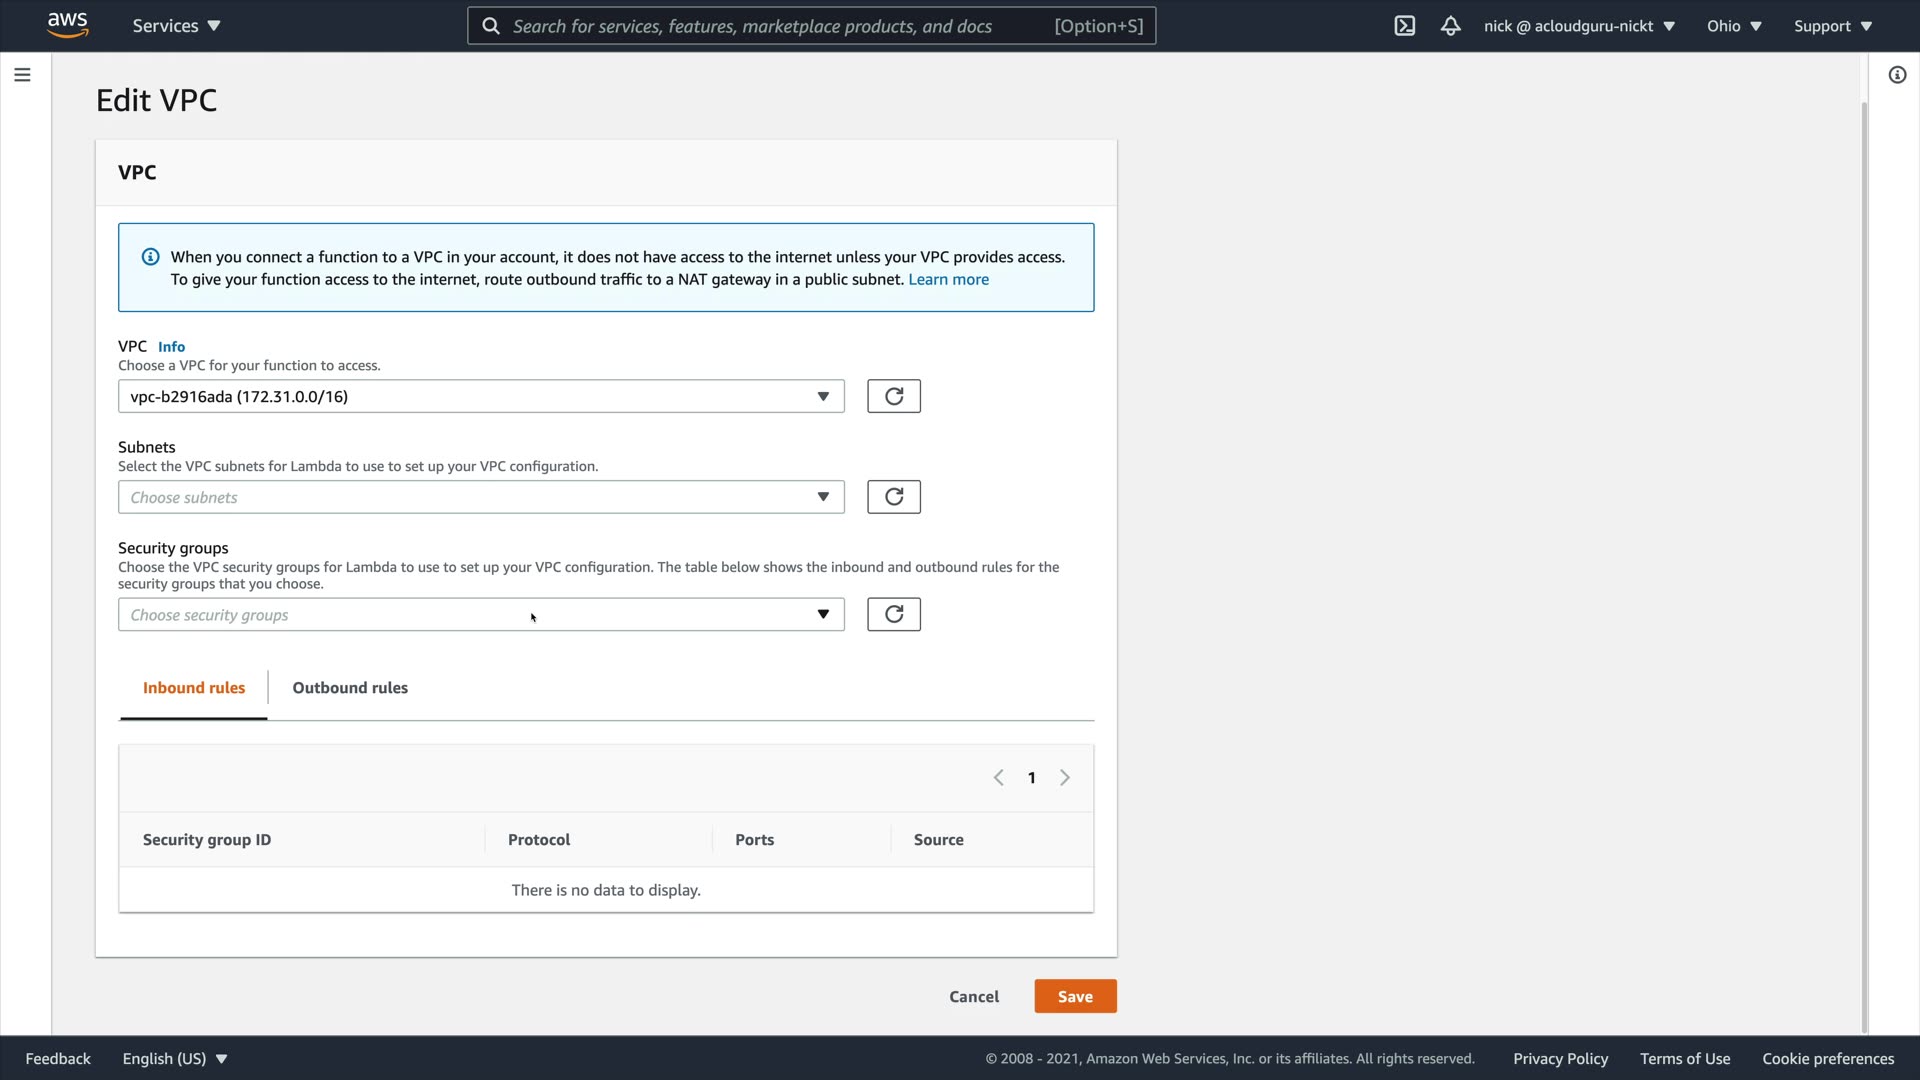 aws
Services
Search for services, features, marketplace products, and docs [Option+S]
nick @ acloudguru-nickt
Ohio
Support
Edit VPC
VPC
When you connect a function to a VPC in your account, it does not have access to the internet unless your VPC provides access.
To give your function access to the internet, route outbound traffic to a NAT gateway in a public subnet. Learn more
VPC Info
Choose a VPC for your function to access.
vpc-b2916ada (172.31.0.0/16)
Subnets
Select the VPC subnets for Lambda to use to set up your VPC configuration.
Choose subnets
Security groups
Choose the VPC security groups for Lambda to use to set up your VPC configuration. The table below shows the inbound and outbound rules for the
security groups that you choose.
Choose security groups
Inbound rules
Outbound rules
1
Security group ID Protocol Ports Source
There is no data to display.
Cancel
Save
Feedback
English (US)
© 2008 - 2021, Amazon Web Services, Inc. or its affiliates. All rights reserved.
Privacy Policy
Terms of Use
Cookie preferences